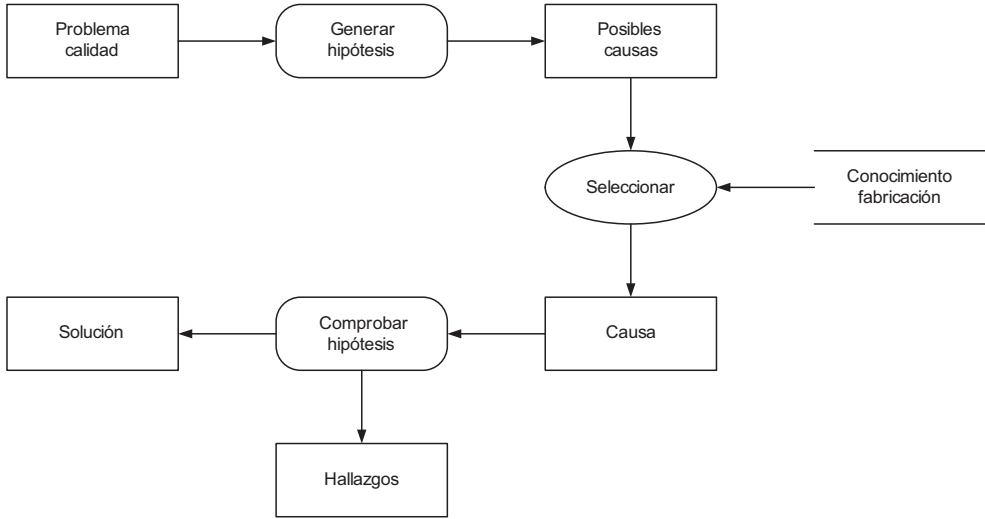 Problema
calidad
Generar
hipótesis
Posibles
causas
Seleccionar
Conocimiento
fabricación
Solución
Comprobar
hipótesis
Causa
Hallazgos